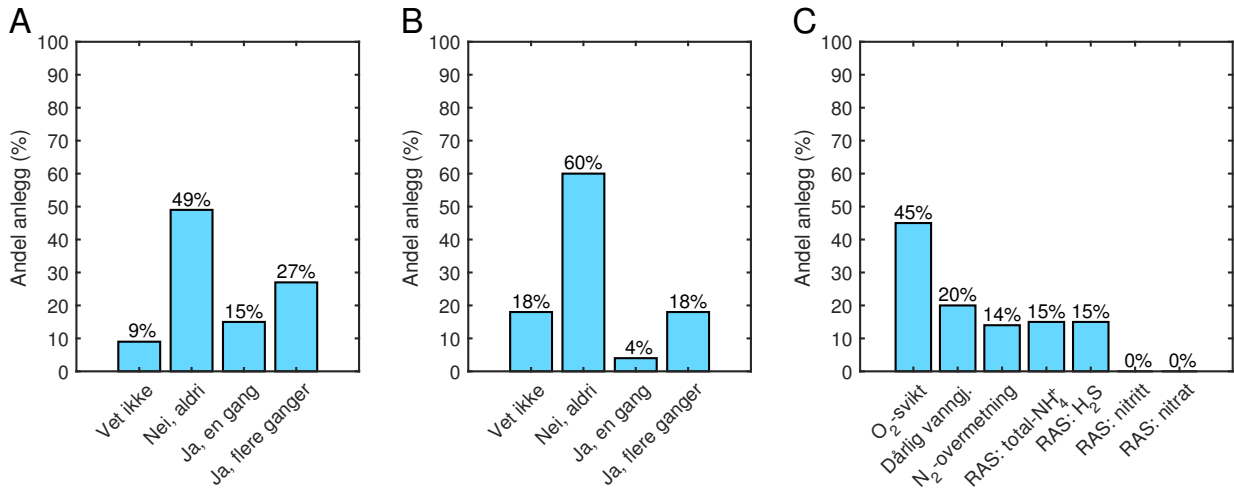 A
Andel anlegg (%)
100
90
80
70
60
50
40
30
20
10
0
9%
49%
15%
27%
Vet ikke
Nei, aldri
Ja, en gang
Ja, flere ganger
B
Andel anlegg (%)
100
90
80
70
60
50
40
30
20
10
0
18%
60%
4%
18%
Vet ikke
Nei, aldri
Ja, en gang
Ja, flere ganger
C
Andel anlegg (%)
100
90
80
70
60
50
40
30
20
10
0
45%
20%
14%
15%
15%
0%
0%
O₂-svikt
Dårlig vanngj.
N₂-overmetning
RAS: total-NH₄⁺
RAS: H₂S
RAS: nitritt
RAS: nitrat